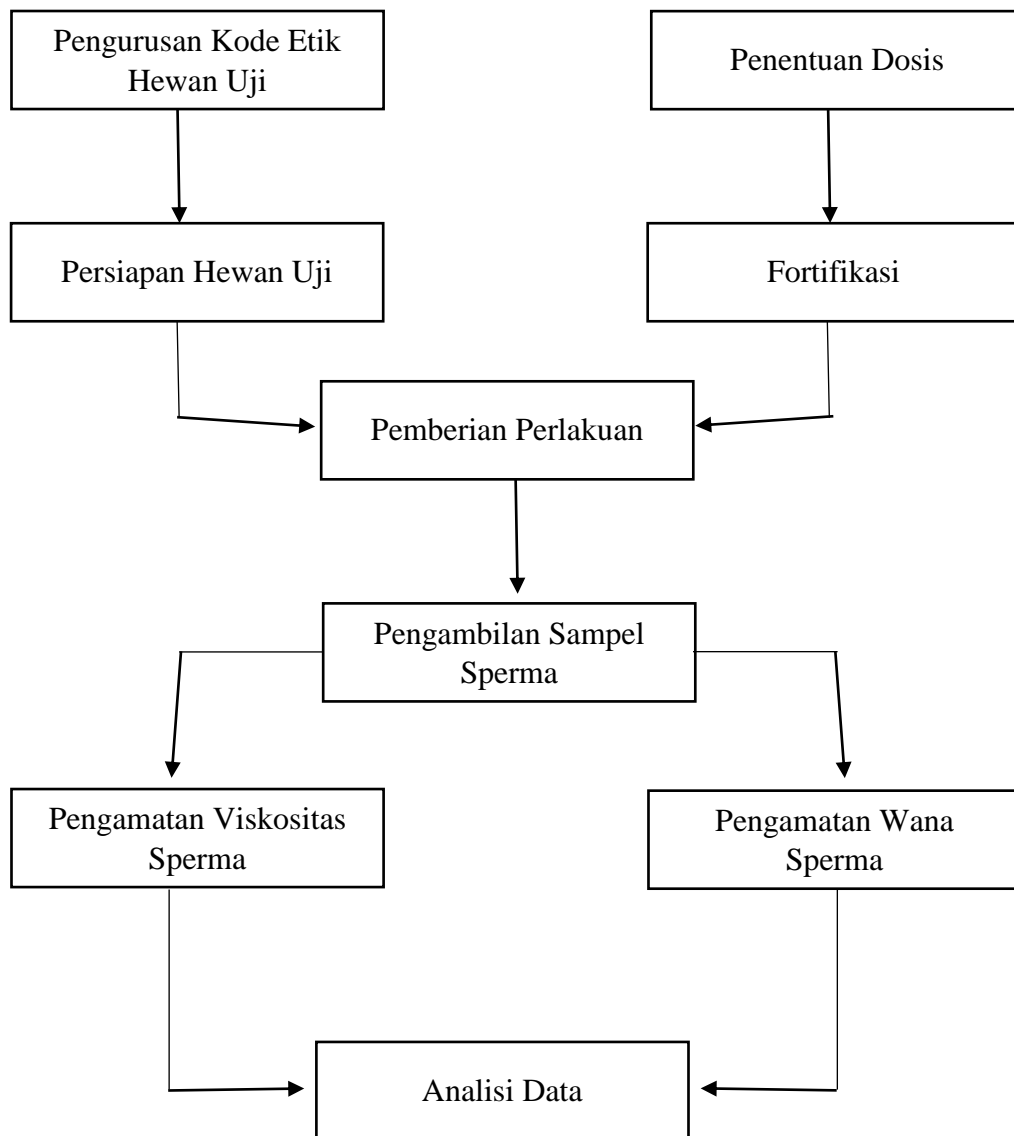 Pengurusan Kode Etik
Hewan Uji
Penentuan Dosis
Persiapan Hewan Uji
Fortifikasi
Pemberian Perlakuan
Pengambilan Sampel
Sperma
Pengamatan Viskositas
Sperma
Pengamatan Wana
Sperma
Analisi Data